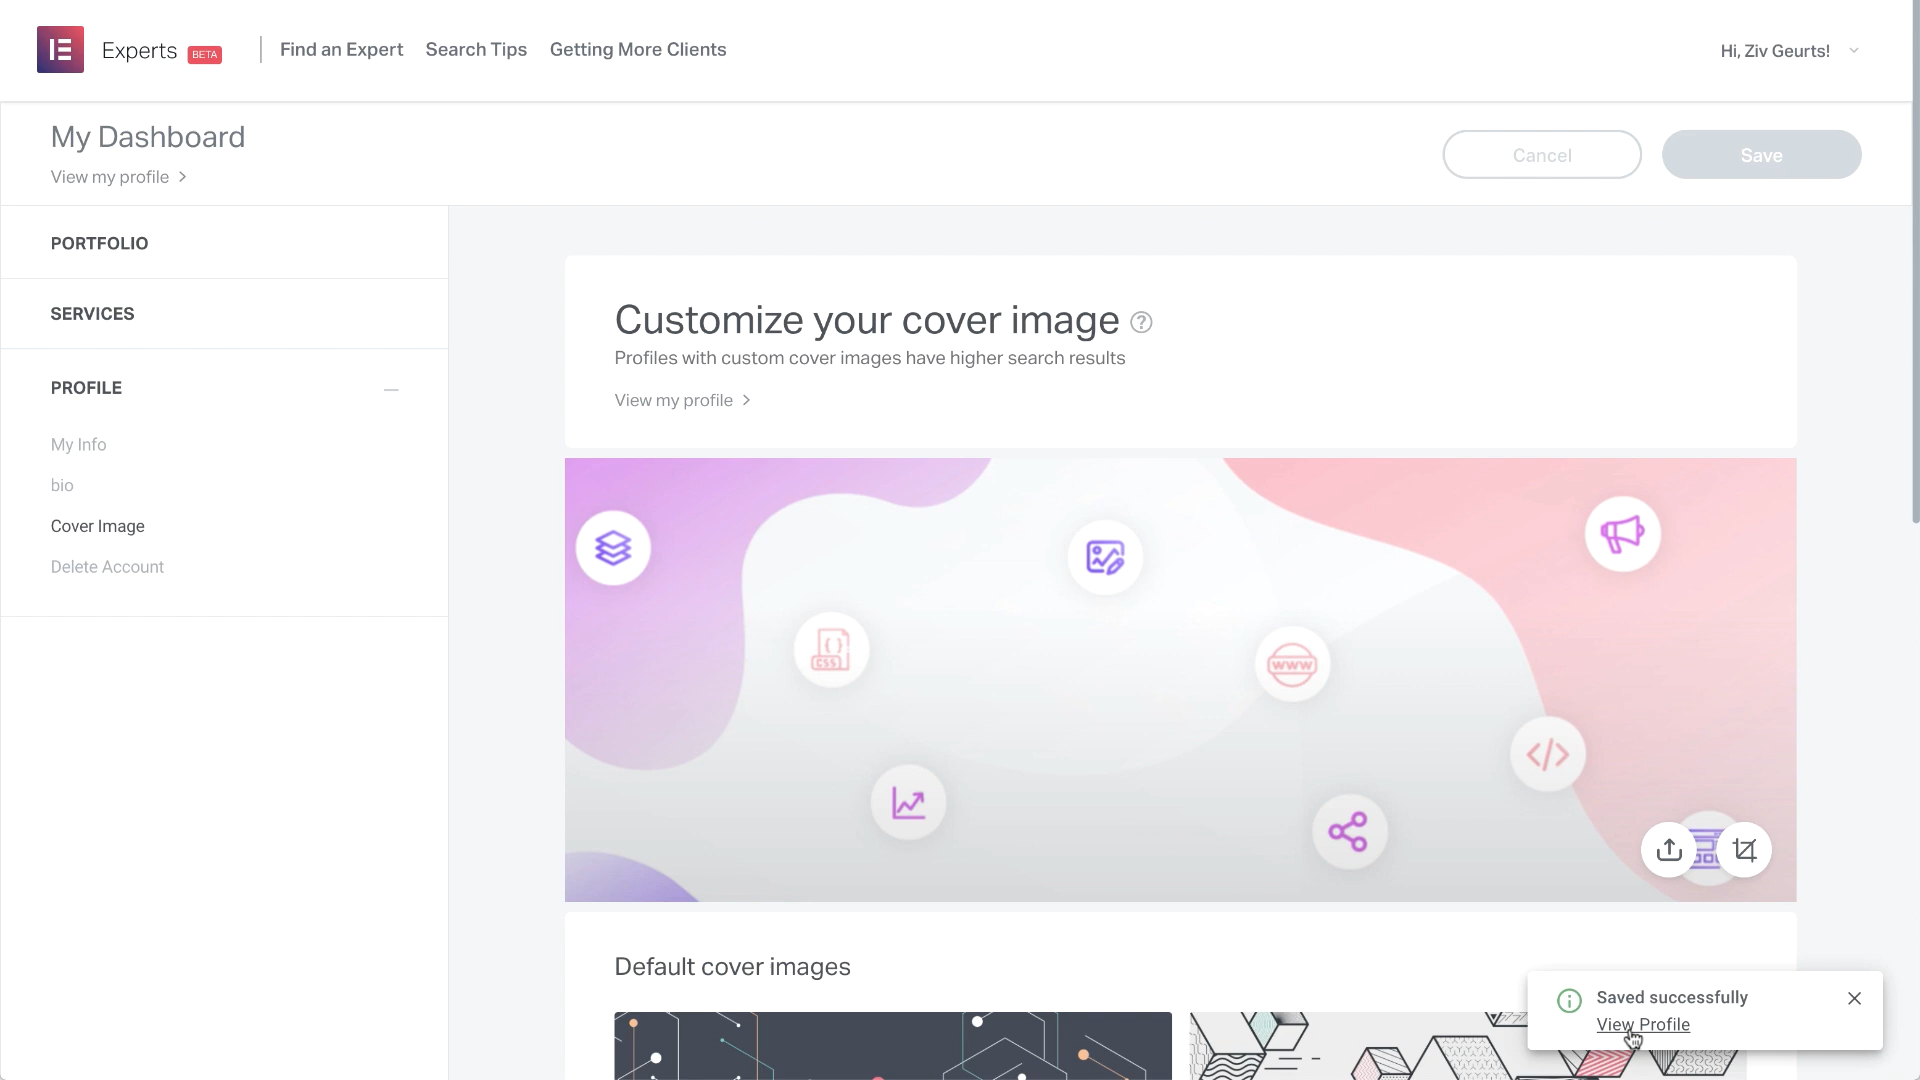 Experts BETA
Find an Expert
Search Tips
Getting More Clients
Hi, Ziv Geurts!
My Dashboard
View my profile
Cancel
Save
PORTFOLIO
SERVICES
PROFILE
My Info
bio
Cover Image
Delete Account
Customize your cover image
Profiles with custom cover images have higher search results
View my profile
{ }
CSS
WWW
</>
Default cover images
Saved successfully
View Profile